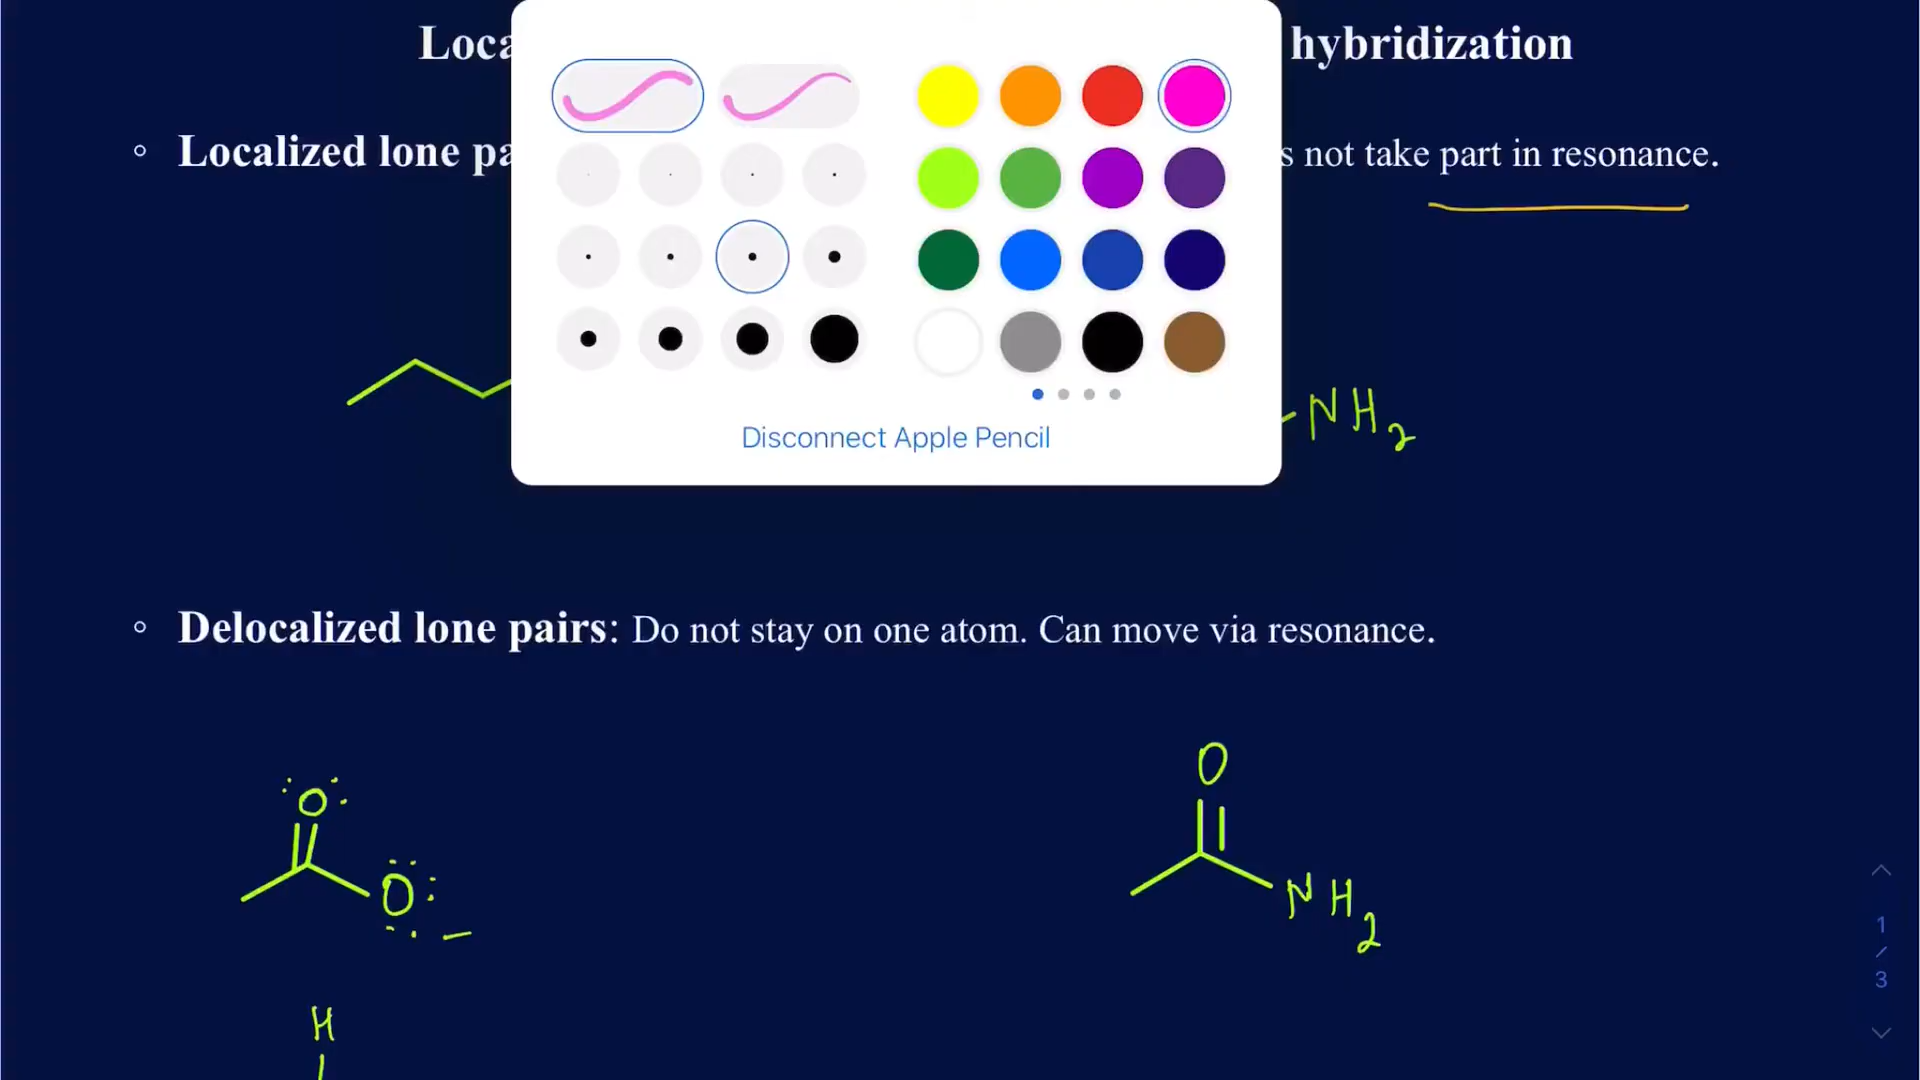 Loca hybridization
Localized lone pa s not take part in resonance.
Disconnect Apple Pencil
NH2
Delocalized lone pairs: Do not stay on one atom. Can move via resonance.
O
O
O
NH2
H
1
/
3